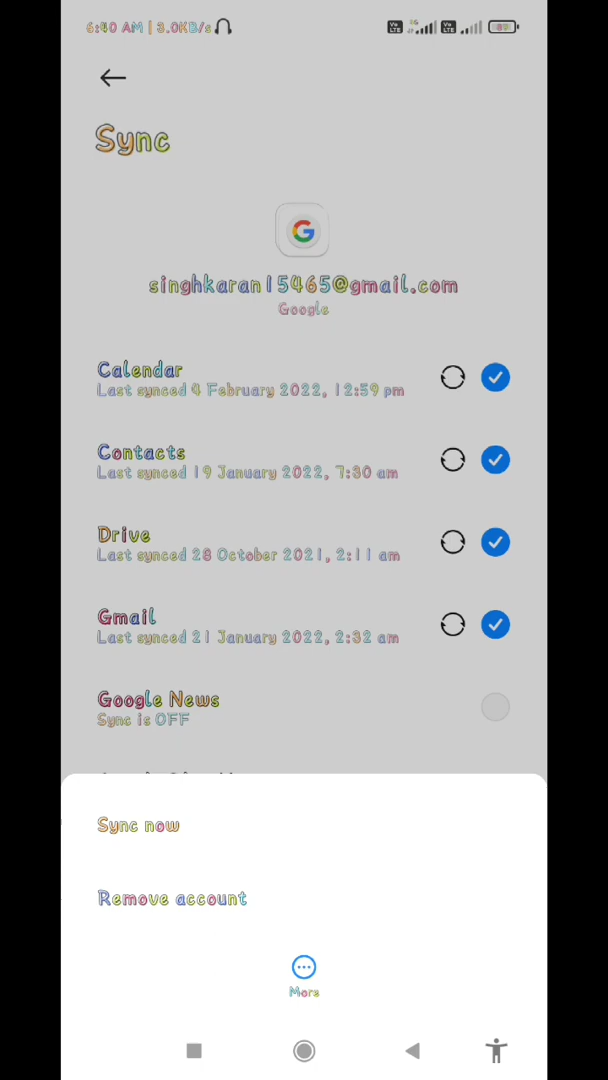 6:40 AM | 3.0KB/s
Sync
singhkaran15465@gmail.com
Google
Calendar
Last synced 4 February 2022, 12:59 pm
Contacts
Last synced 19 January 2022, 7:30 am
Drive
Last synced 28 October 2021, 2:11 am
Gmail
Last synced 21 January 2022, 2:32 am
Google News
Sync is OFF
Sync now
Remove account
More